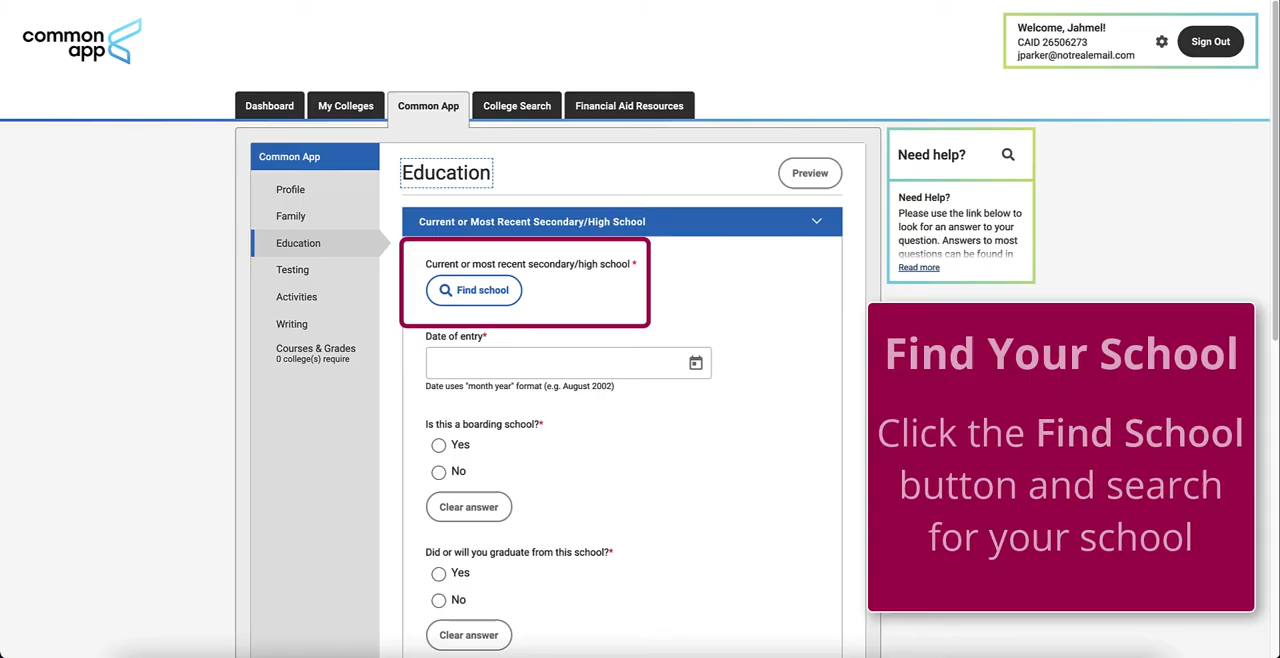 common
app
Welcome, Jahmel!
CAID 26506273
jparker@notrealemail.com
Sign Out
Dashboard
My Colleges
Common App
College Search
Financial Aid Resources
Common App
Profile
Family
Education
Testing
Activities
Writing
Courses & Grades
0 college(s) require
Education
Preview
Current or Most Recent Secondary/High School
Current or most recent secondary/high school *
Find school
Date of entry*
Date uses "month year" format (e.g. August 2002)
Is this a boarding school?*
Yes
No
Clear answer
Did or will you graduate from this school?*
Yes
No
Clear answer
Need help?
Need Help?
Please use the link below to
look for an answer to your
question. Answers to most
questions can be found in
Read more
Find Your School
Click the Find School
button and search
for your school